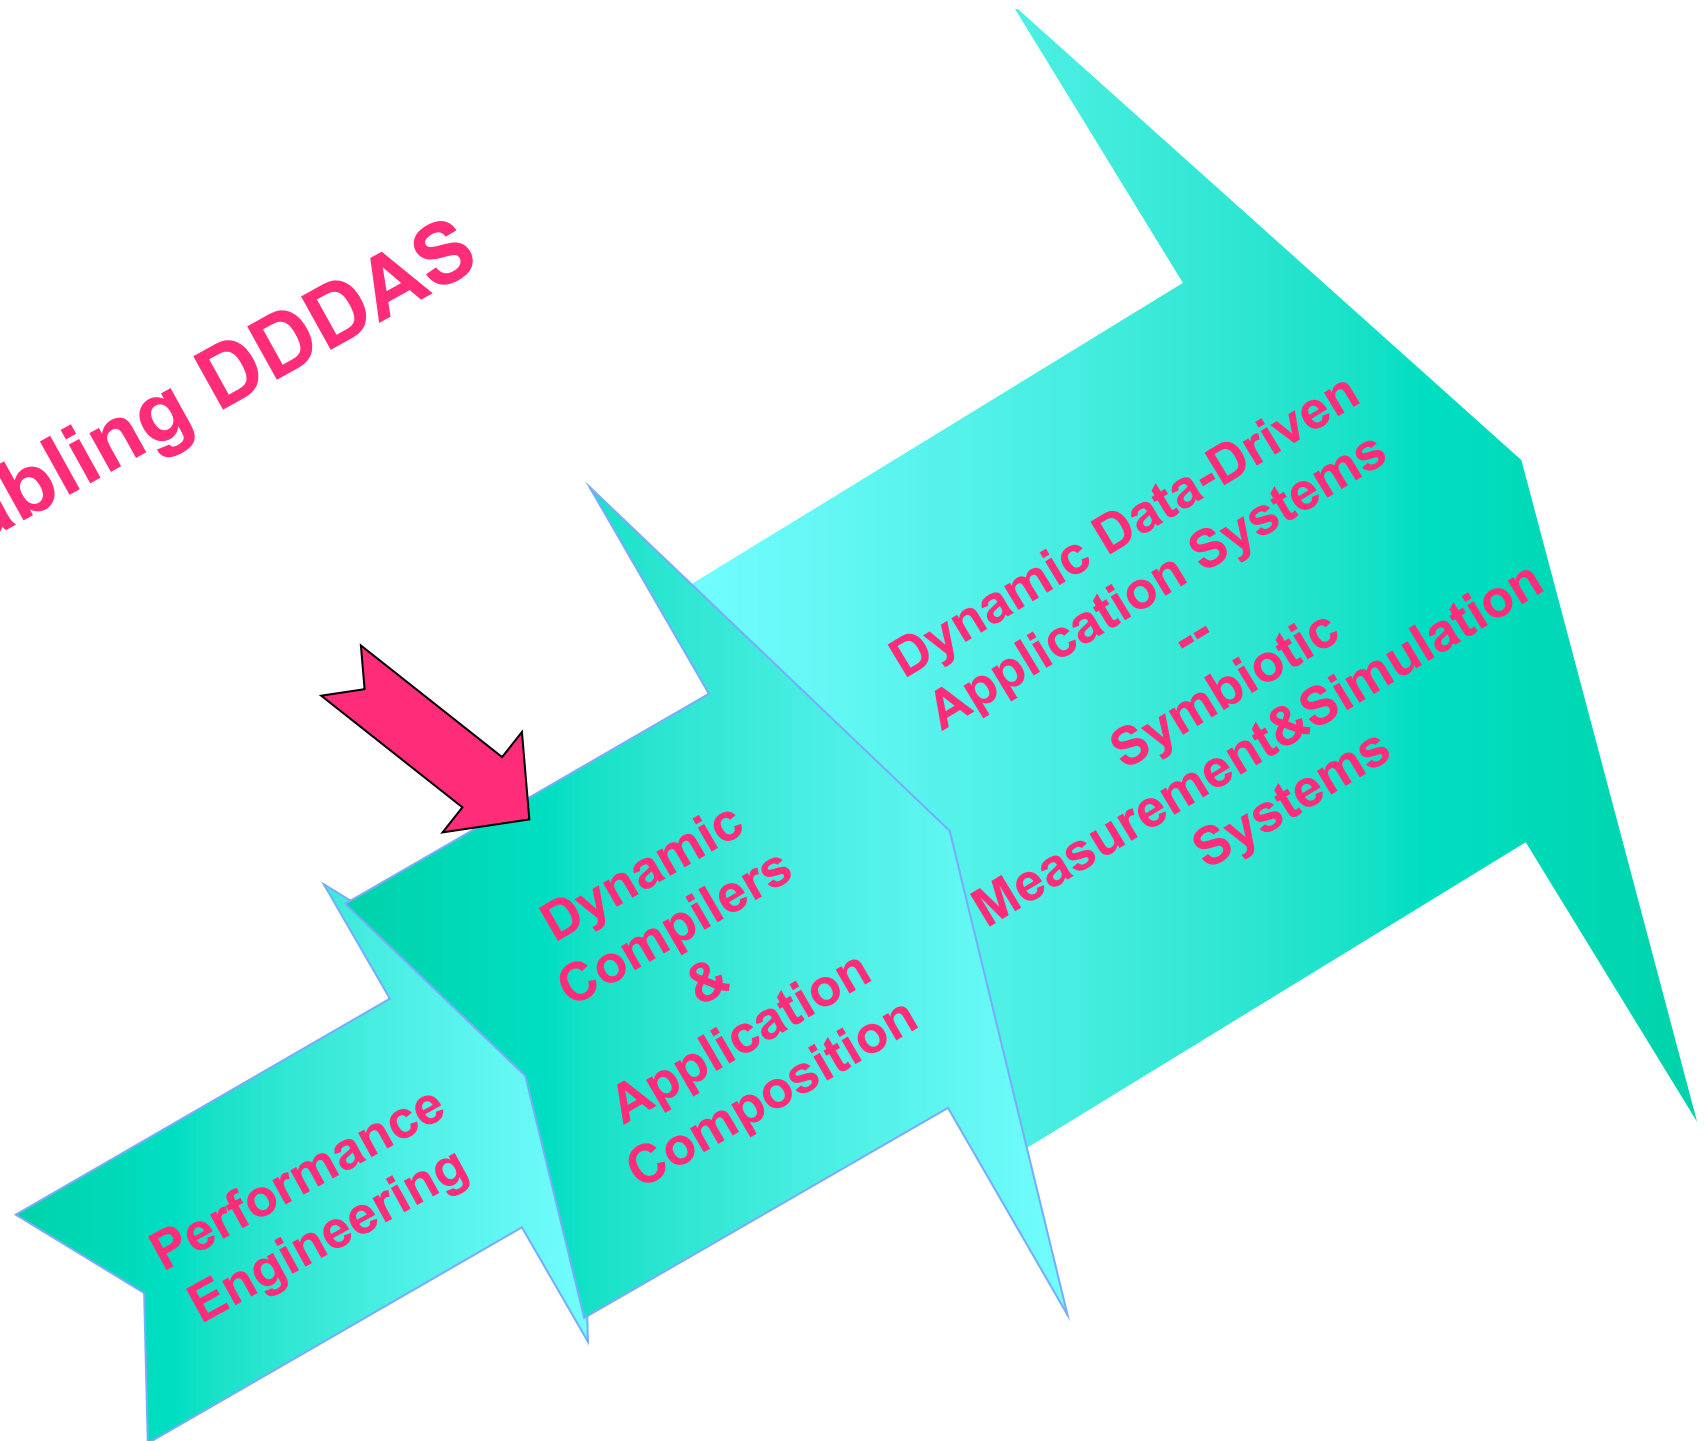 abling DDDAS
Dynamic Data-Driven
Application Systems
--
Symbiotic
Measurement&Simulation
Systems
Dynamic
Compilers
&
Application
Composition
Performance
Engineering